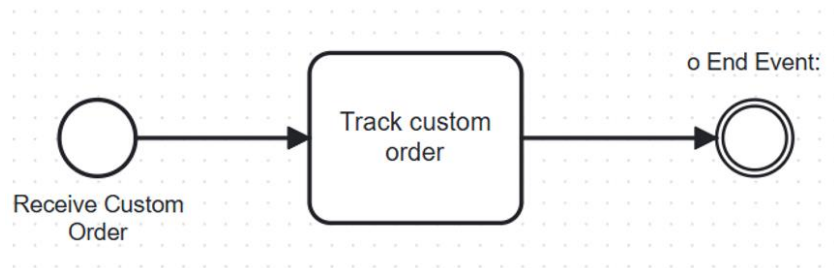 o End Event:
Track custom
order
Receive Custom
Order